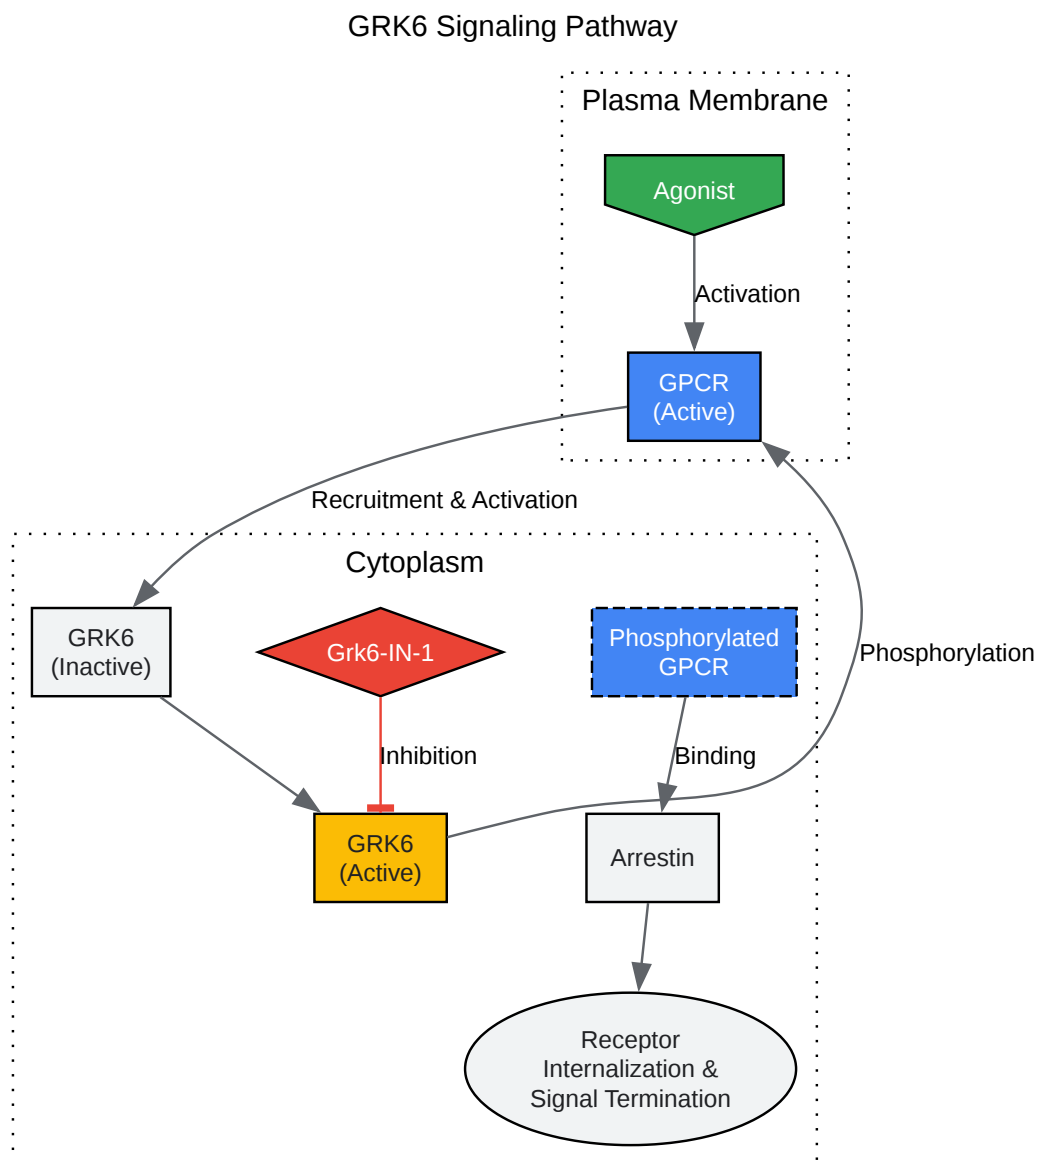 GRK6 Signaling Pathway
Plasma Membrane
Agonist
Activation
GPCR
(Active)
Recruitment & Activation
Cytoplasm
GRK6
(Inactive)
Grk6-IN-1
Phosphorylated
GPCR
Phosphorylation
Inhibition
Binding
GRK6
(Active)
Arrestin
Receptor
Internalization &
Signal Termination